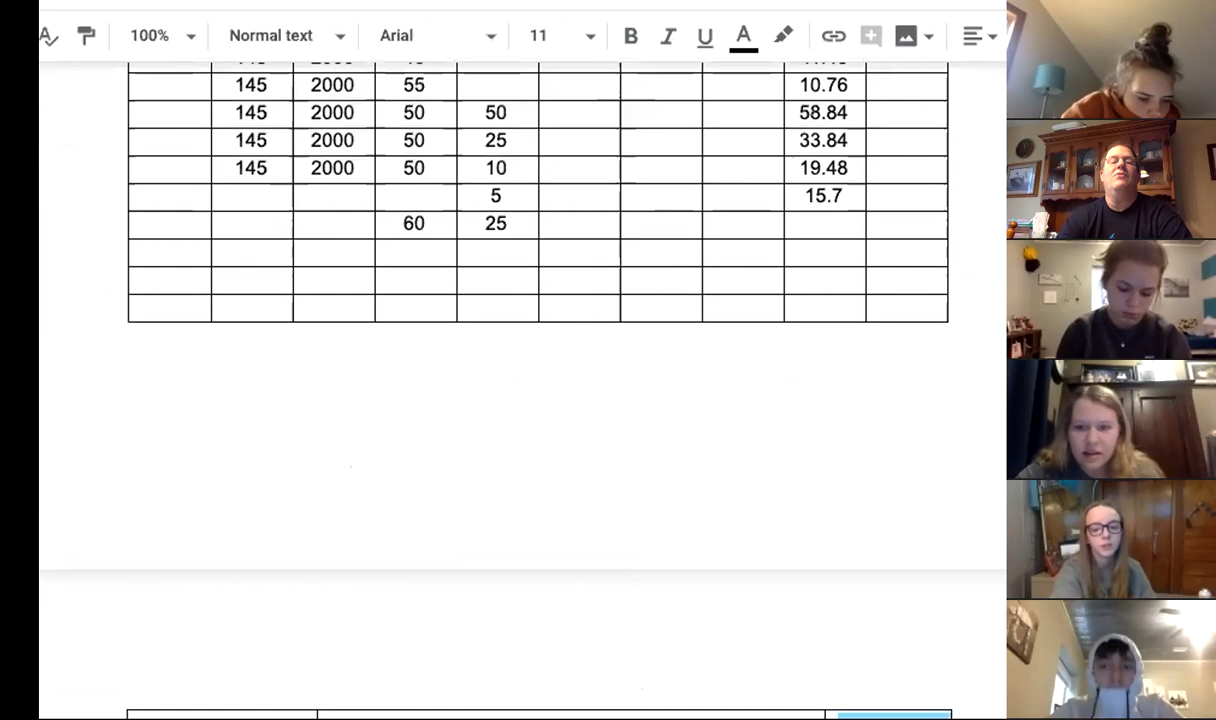 100% Normal text Arial 11 B I U A
145 2000 55 10.76
145 2000 50 50 58.84
145 2000 50 25 33.84
145 2000 50 10 19.48
5 15.7
60 25